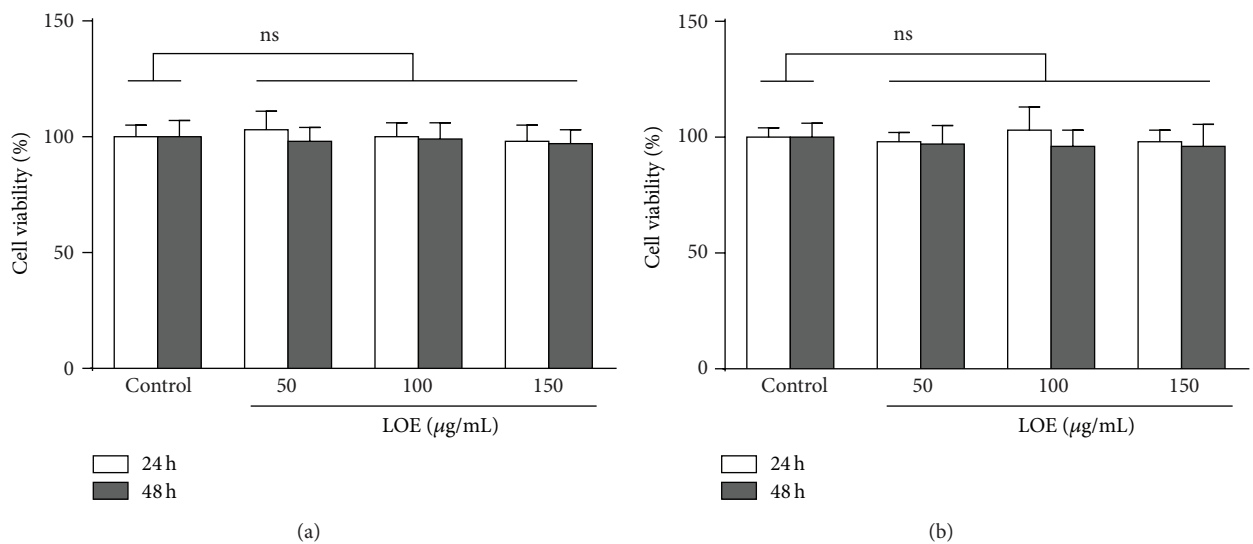 150
ns
100
Cell viability (%)
50
0
Control
50
100
150
LOE (μg/mL)
24 h
48 h
(a)
150
ns
100
Cell viability (%)
50
0
Control
50
100
150
LOE (μg/mL)
24 h
48 h
(b)